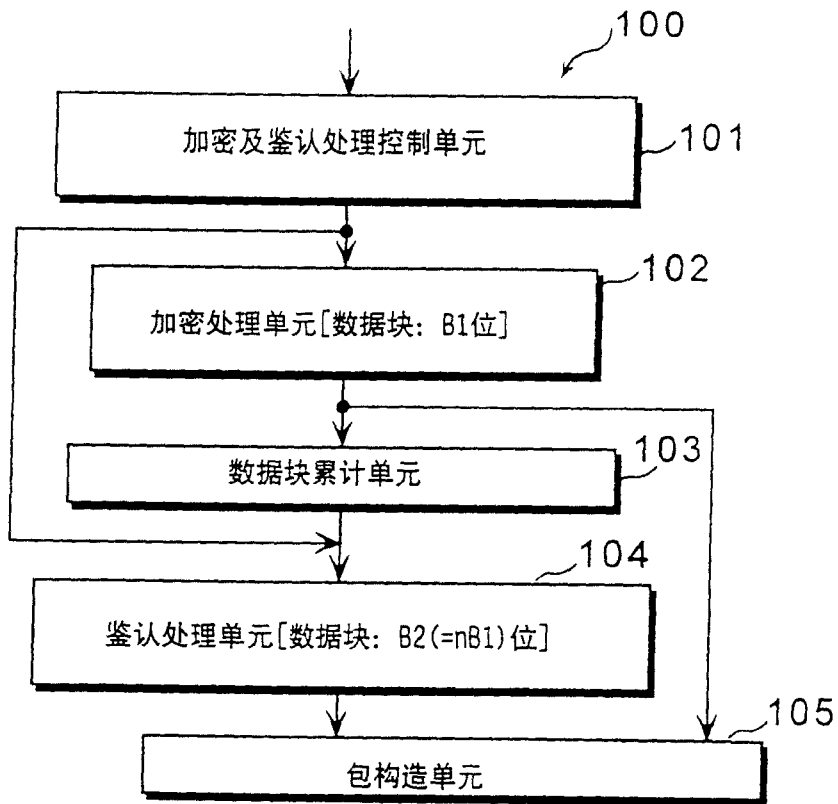 100
加密及鉴认处理控制单元
101
102
加密处理单元[数据块: B1位]
103
数据块累计单元
104
鉴认处理单元[数据块: B2(=nB1)位]
105
包构造单元